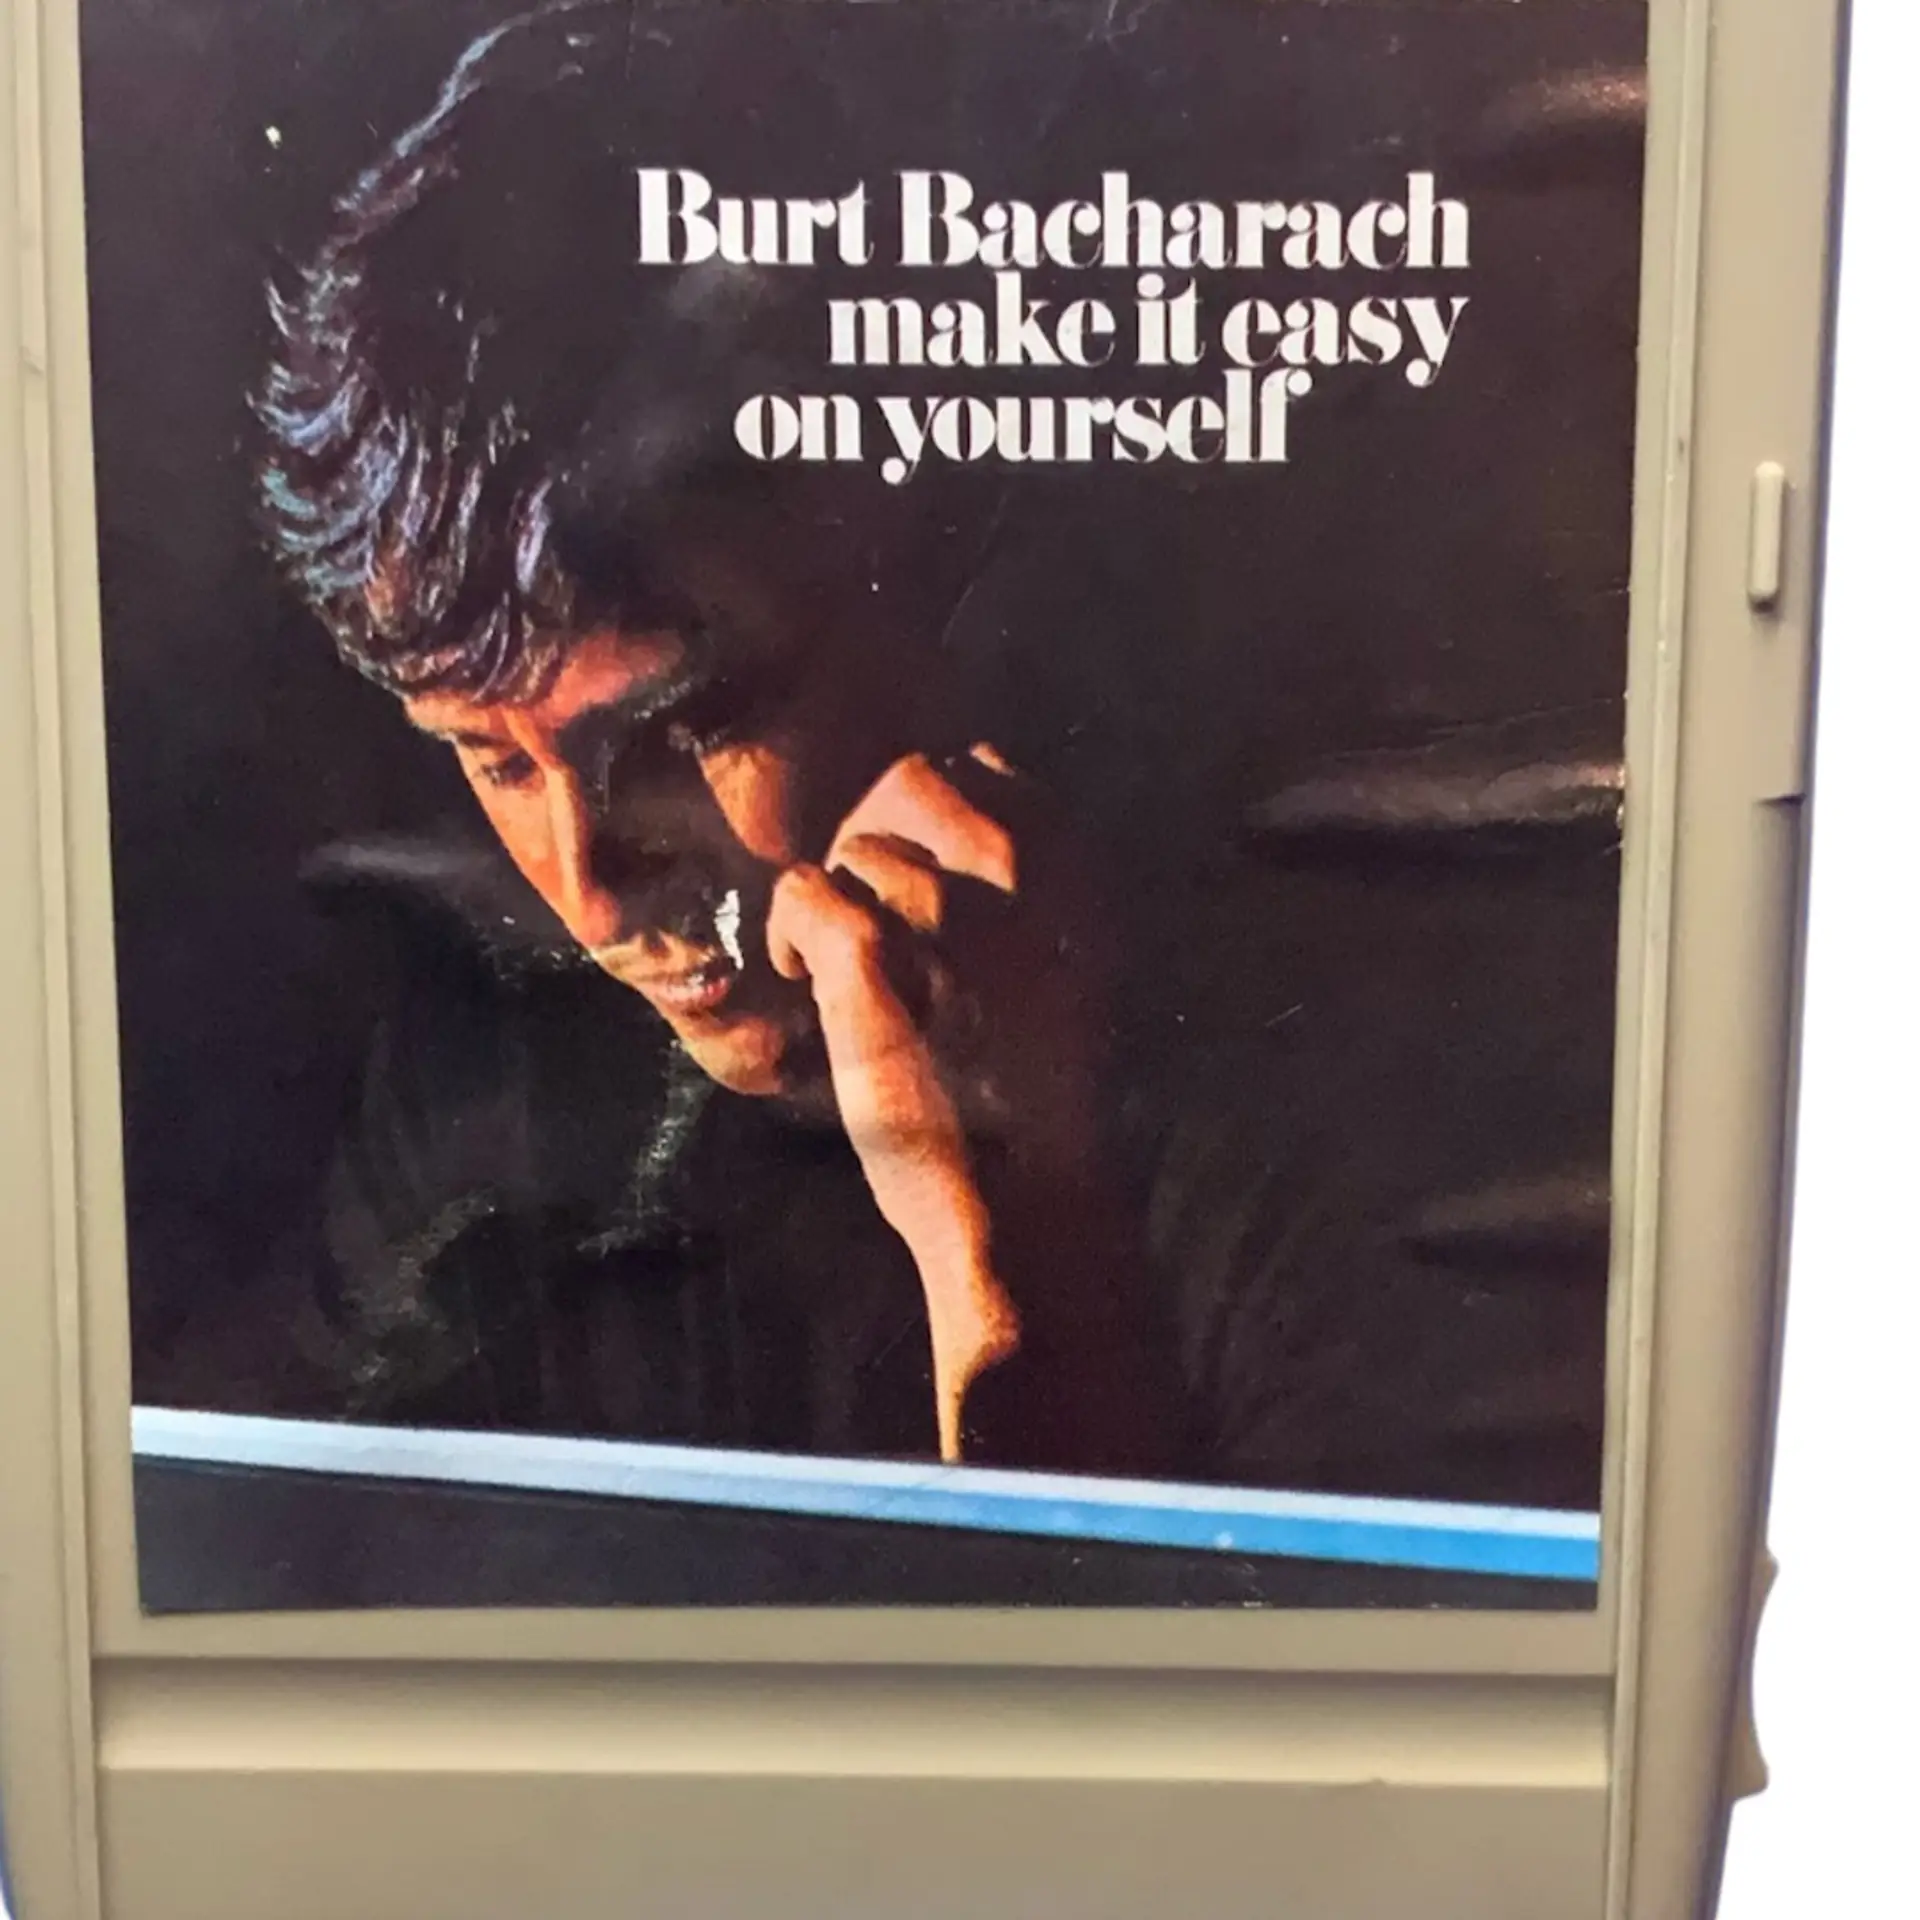 Burt Bacharach
make it easy
on yourself